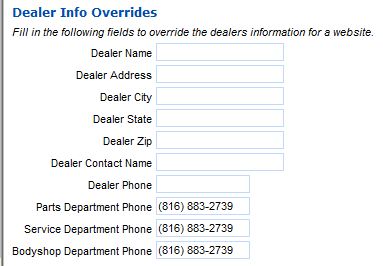 Dealer Info Overrides
Fill in the following fields to override the dealers information for a website.
Dealer Name
Dealer Address
Dealer City
Dealer State
Dealer Zip
Dealer Contact Name
Dealer Phone
Parts Department Phone (816) 883-2739
Service Department Phone (816) 883-2739
Bodyshop Department Phone (816) 883-2739